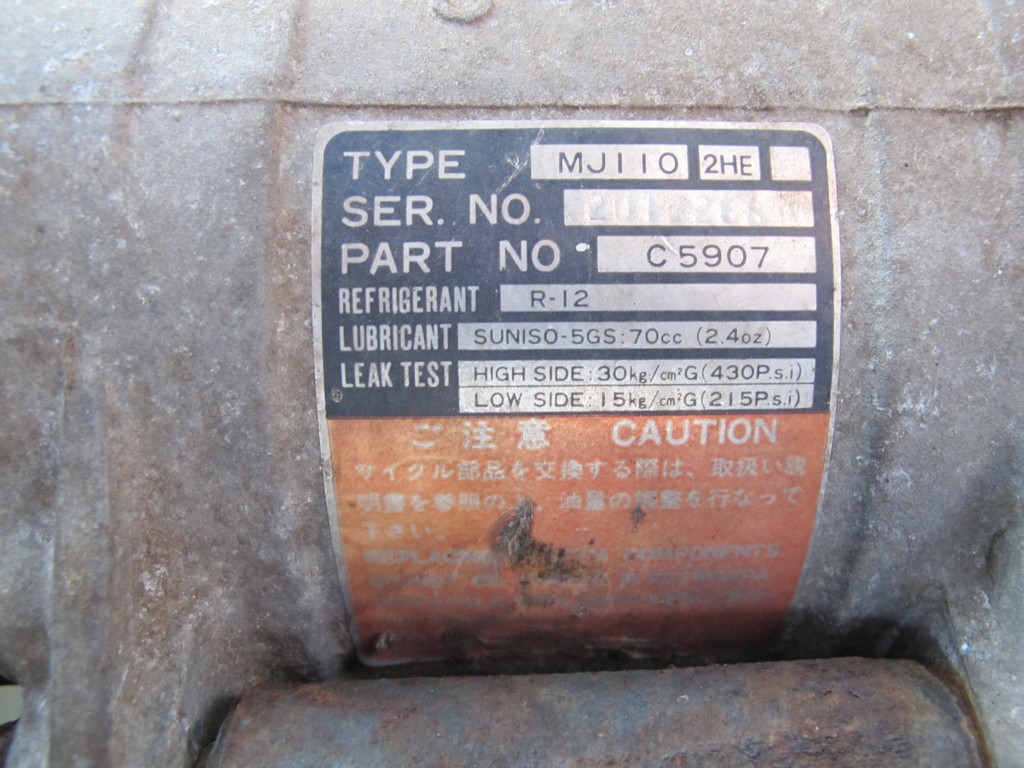 TYPE MJ110 2HE
SER. NO.
PART NO. C5907
REFRIGERANT R-12
LUBRICANT SUNISO-5GS:70cc (2.4oz)
LEAK TEST HIGH SIDE:30kg/cm²G(430P.s.i)
LOW SIDE:15kg/cm²G(215P.s.i)
ご注意 CAUTION
サイクル部品を交換する際は、取扱い説
明書を参照の上 油量の調整を行なって
下さい。
COMPONENTS